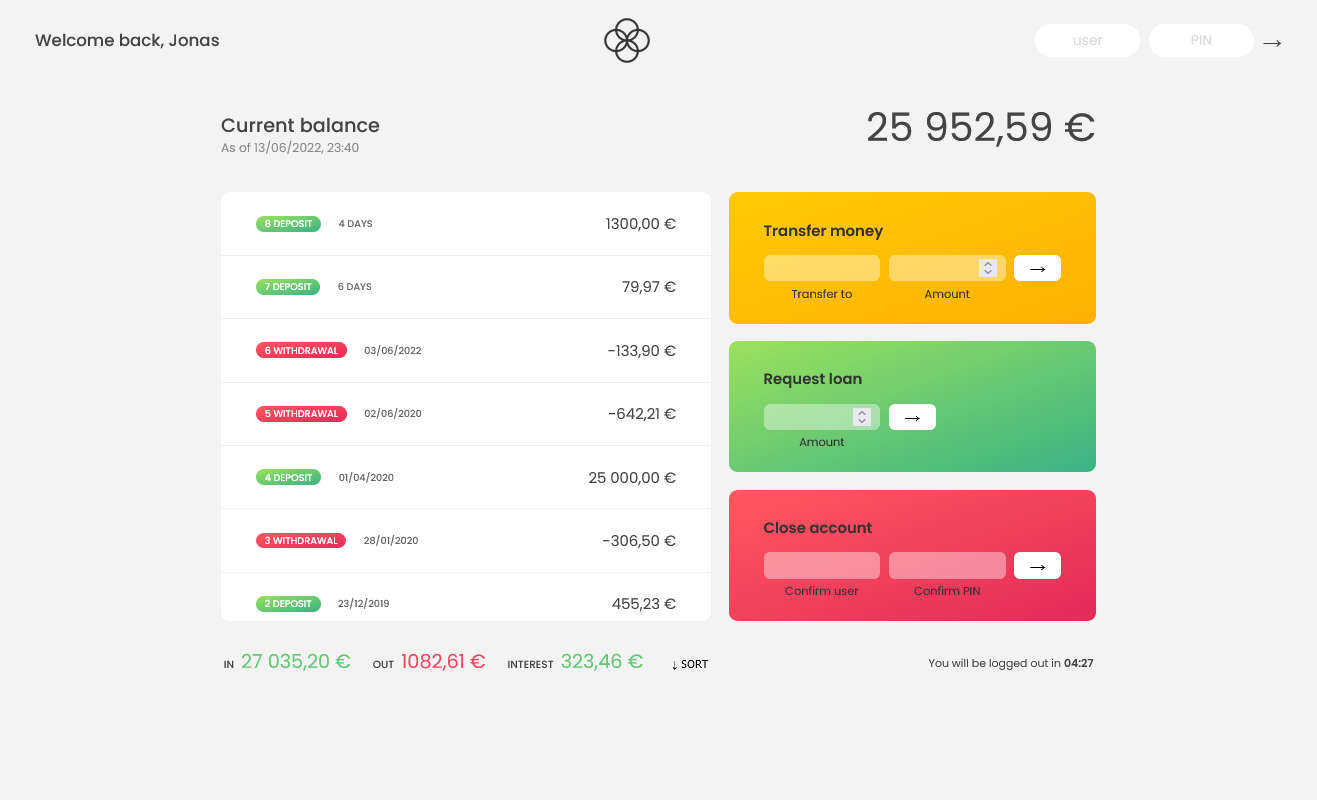 Welcome back, Jonas
user
PIN
→
Current balance
As of 13/06/2022, 23:40
25 952,59 €
8 DEPOSIT 4 DAYS 1300,00 €
7 DEPOSIT 6 DAYS 79,97 €
6 WITHDRAWAL 03/06/2022 -133,90 €
5 WITHDRAWAL 02/06/2020 -642,21 €
4 DEPOSIT 01/04/2020 25 000,00 €
3 WITHDRAWAL 28/01/2020 -306,50 €
2 DEPOSIT 23/12/2019 455,23 €
Transfer money
→
Transfer to Amount
Request loan
→
Amount
Close account
→
Confirm user Confirm PIN
IN 27 035,20 € OUT 1082,61 € INTEREST 323,46 € ↓ SORT
You will be logged out in 04:27